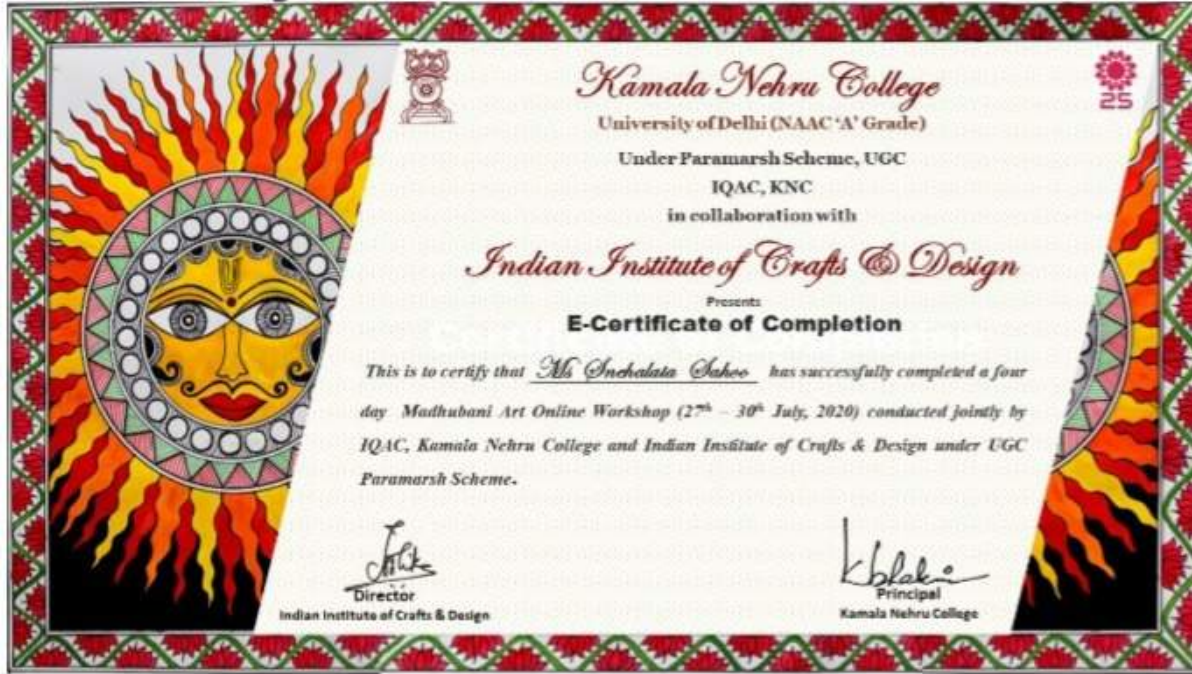 Kamala Nehru College
University of Delhi (NAAC 'A' Grade)
Under Paramarsh Scheme, UGC
IQAC, KNC
in collaboration with
Indian Institute of Crafts & Design
Presents
E-Certificate of Completion
This is to certify that Ms Snehalata Sahoo has successfully completed a four
day Madhubani Art Online Workshop (27th – 30th July, 2020) conducted jointly by
IQAC, Kamala Nehru College and Indian Institute of Crafts & Design under UGC
Paramarsh Scheme.
Director
Indian Institute of Crafts & Design
Principal
Kamala Nehru College
25